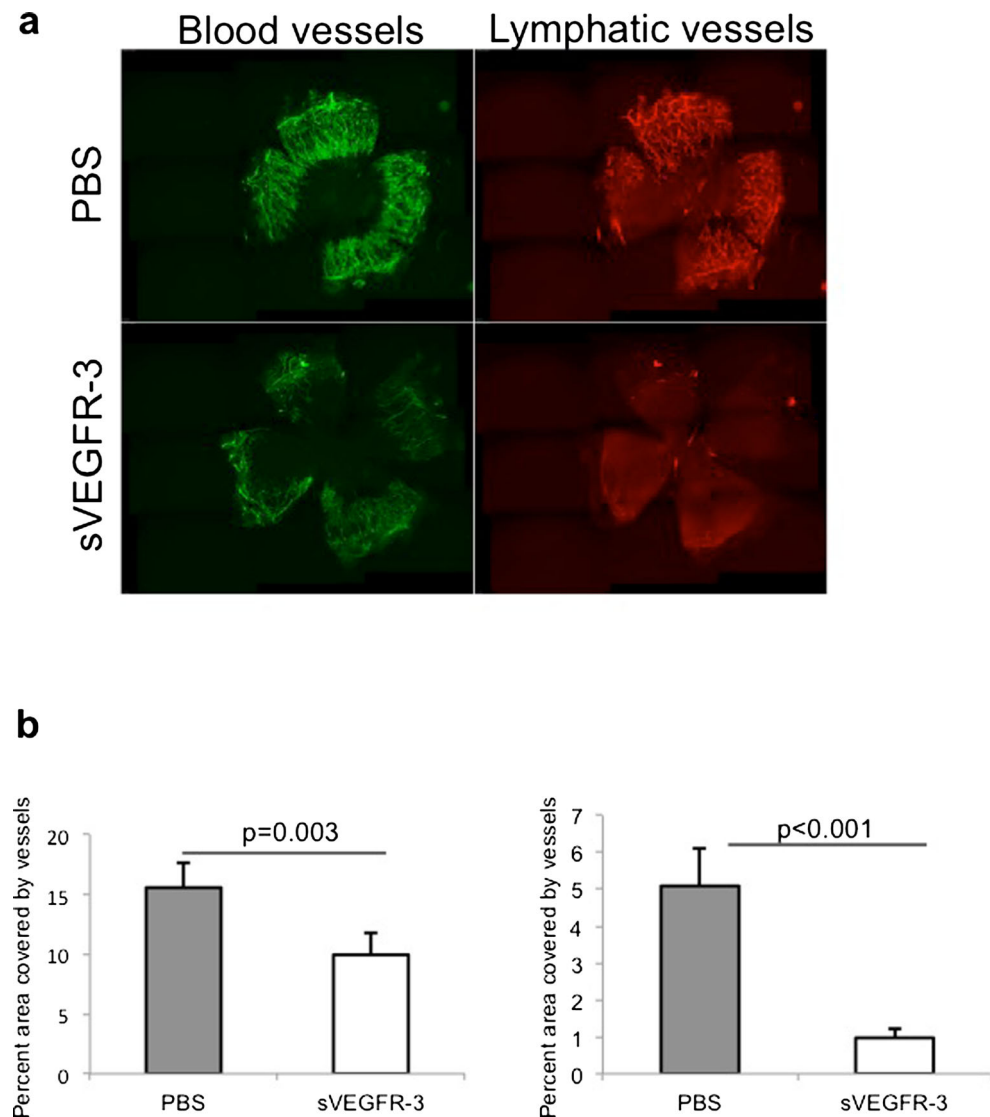 a
Blood vessels Lymphatic vessels
PBS
sVEGFR-3
b
Percent area covered by vessels
20
15
10
5
0
p=0.003
PBS sVEGFR-3
Percent area covered by vessels
7
6
5
4
3
2
1
0
p<0.001
PBS sVEGFR-3